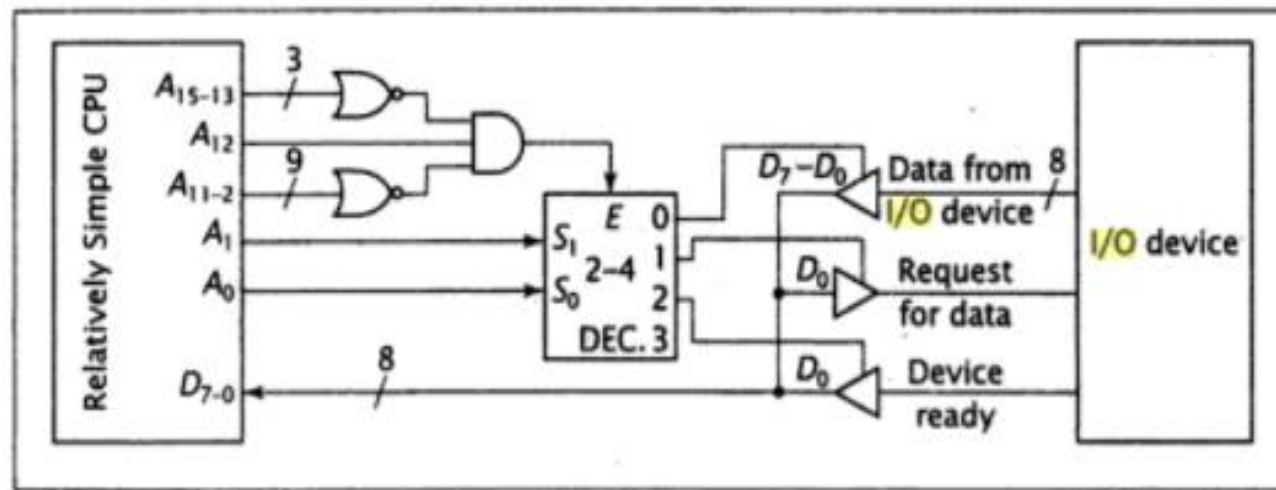 Relatively Simple CPU
A15-13
3
A12
9
A11-2
A1
A0
8
D7-0
E 0
S1 1
2-4
S0 2
DEC. 3
D7-D0 Data from 8
I/O device
D0 Request
for data
D0 Device
ready
I/O device